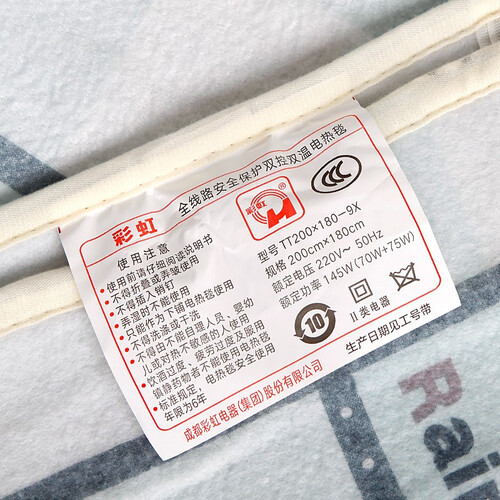 彩虹 全线路安全保护双控双温电热毯
使用注意
×使用前请仔细阅读说明书
×不得折叠或弄皱使用
×不得插入销钉
×弄湿时不能使用
×只能作为下铺电热毯使用
×不得洗涤或干洗
×不得由不能自理人员、婴幼
儿或对热不敏感的人使用
×饮酒过度、疲劳过度及服用
镇静药物者不能使用电热毯
×标准规定,电热毯安全使用
年限为6年
彩虹
CCC
型号 TT200×180-9X
规格 200cm×180cm
额定电压 220V~ 50Hz
额定功率 145W(70W+75W)
10
II类电器
生产日期见工号带
成都彩虹电器(集团)股份有限公司
Rai